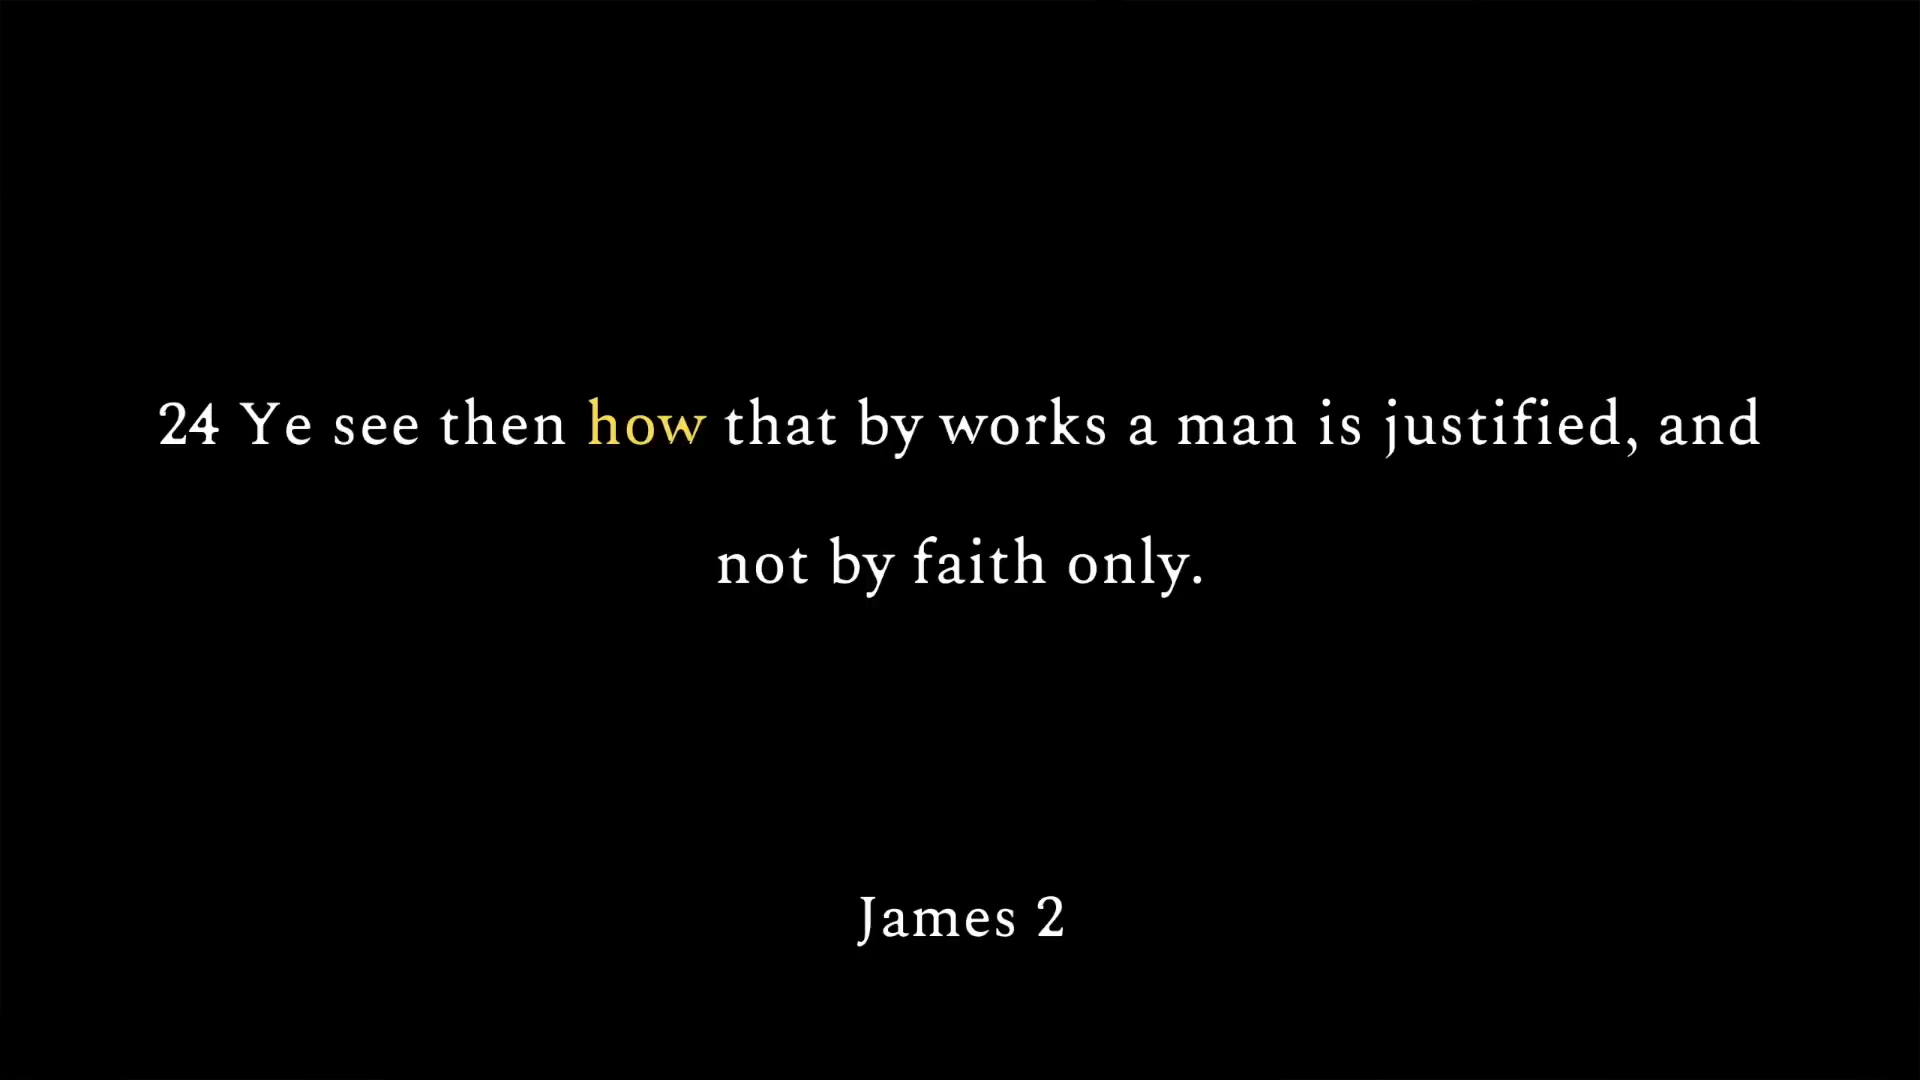 24 Ye see then how that by works a man is justified, and
not by faith only.
James 2